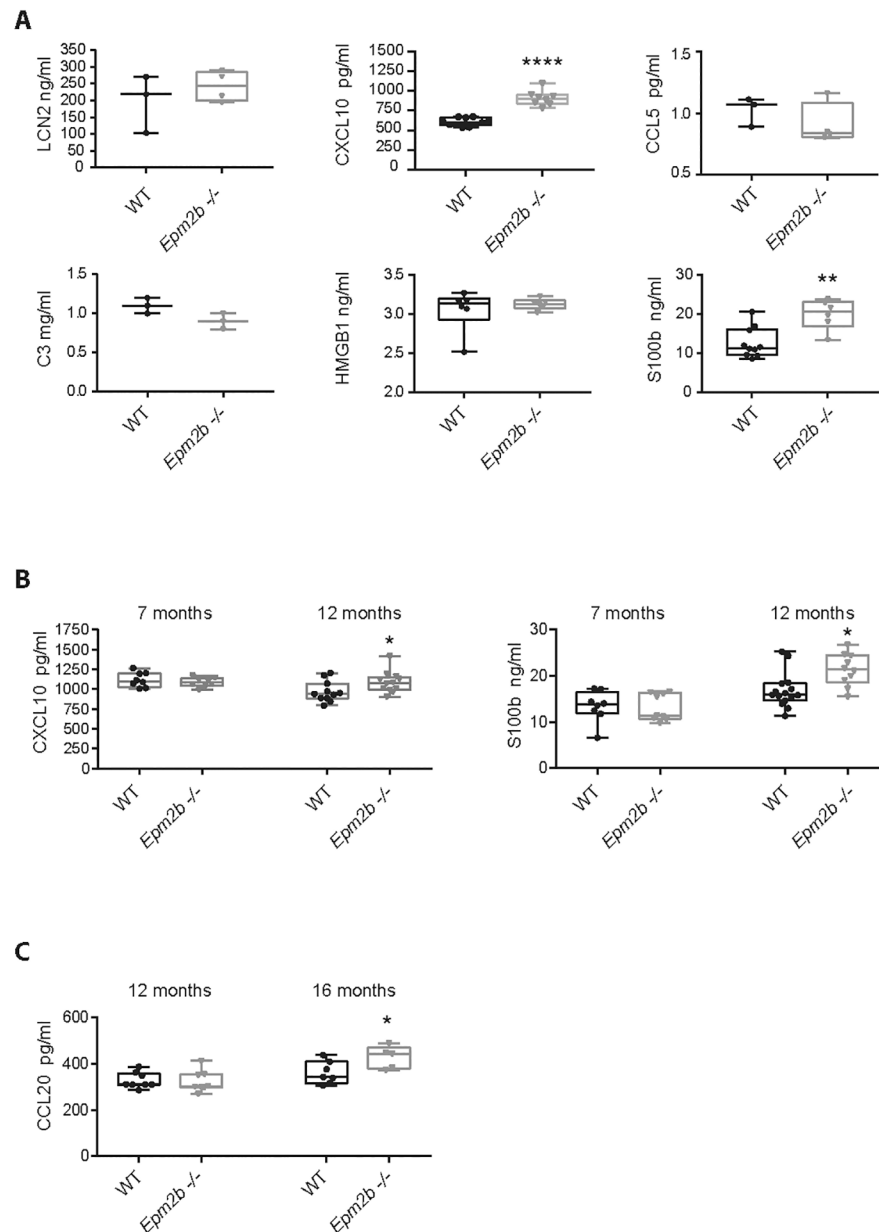 A
LCN2 ng/ml
350
300
250
200
150
100
50
0
WT
Epm2b -/-
CXCL10 pg/ml
1500
1250
1000
750
500
250
0
****
WT
Epm2b -/-
CCL5 pg/ml
2.0
1.5
1.0
0.5
WT
Epm2b -/-
C3 mg/ml
1.5
1.0
0.5
0.0
WT
Epm2b -/-
HMGB1 ng/ml
3.5
3.0
2.5
2.0
WT
Epm2b -/-
S100b ng/ml
30
20
10
0
**
WT
Epm2b -/-
B
7 months 12 months
CXCL10 pg/ml
1750
1500
1250
1000
750
500
250
0
*
WT
Epm2b -/-
WT
Epm2b -/-
7 months 12 months
S100b ng/ml
30
20
10
0
*
WT
Epm2b -/-
WT
Epm2b -/-
C
12 months 16 months
CCL20 pg/ml
600
400
200
0
*
WT
Epm2b -/-
WT
Epm2b -/-